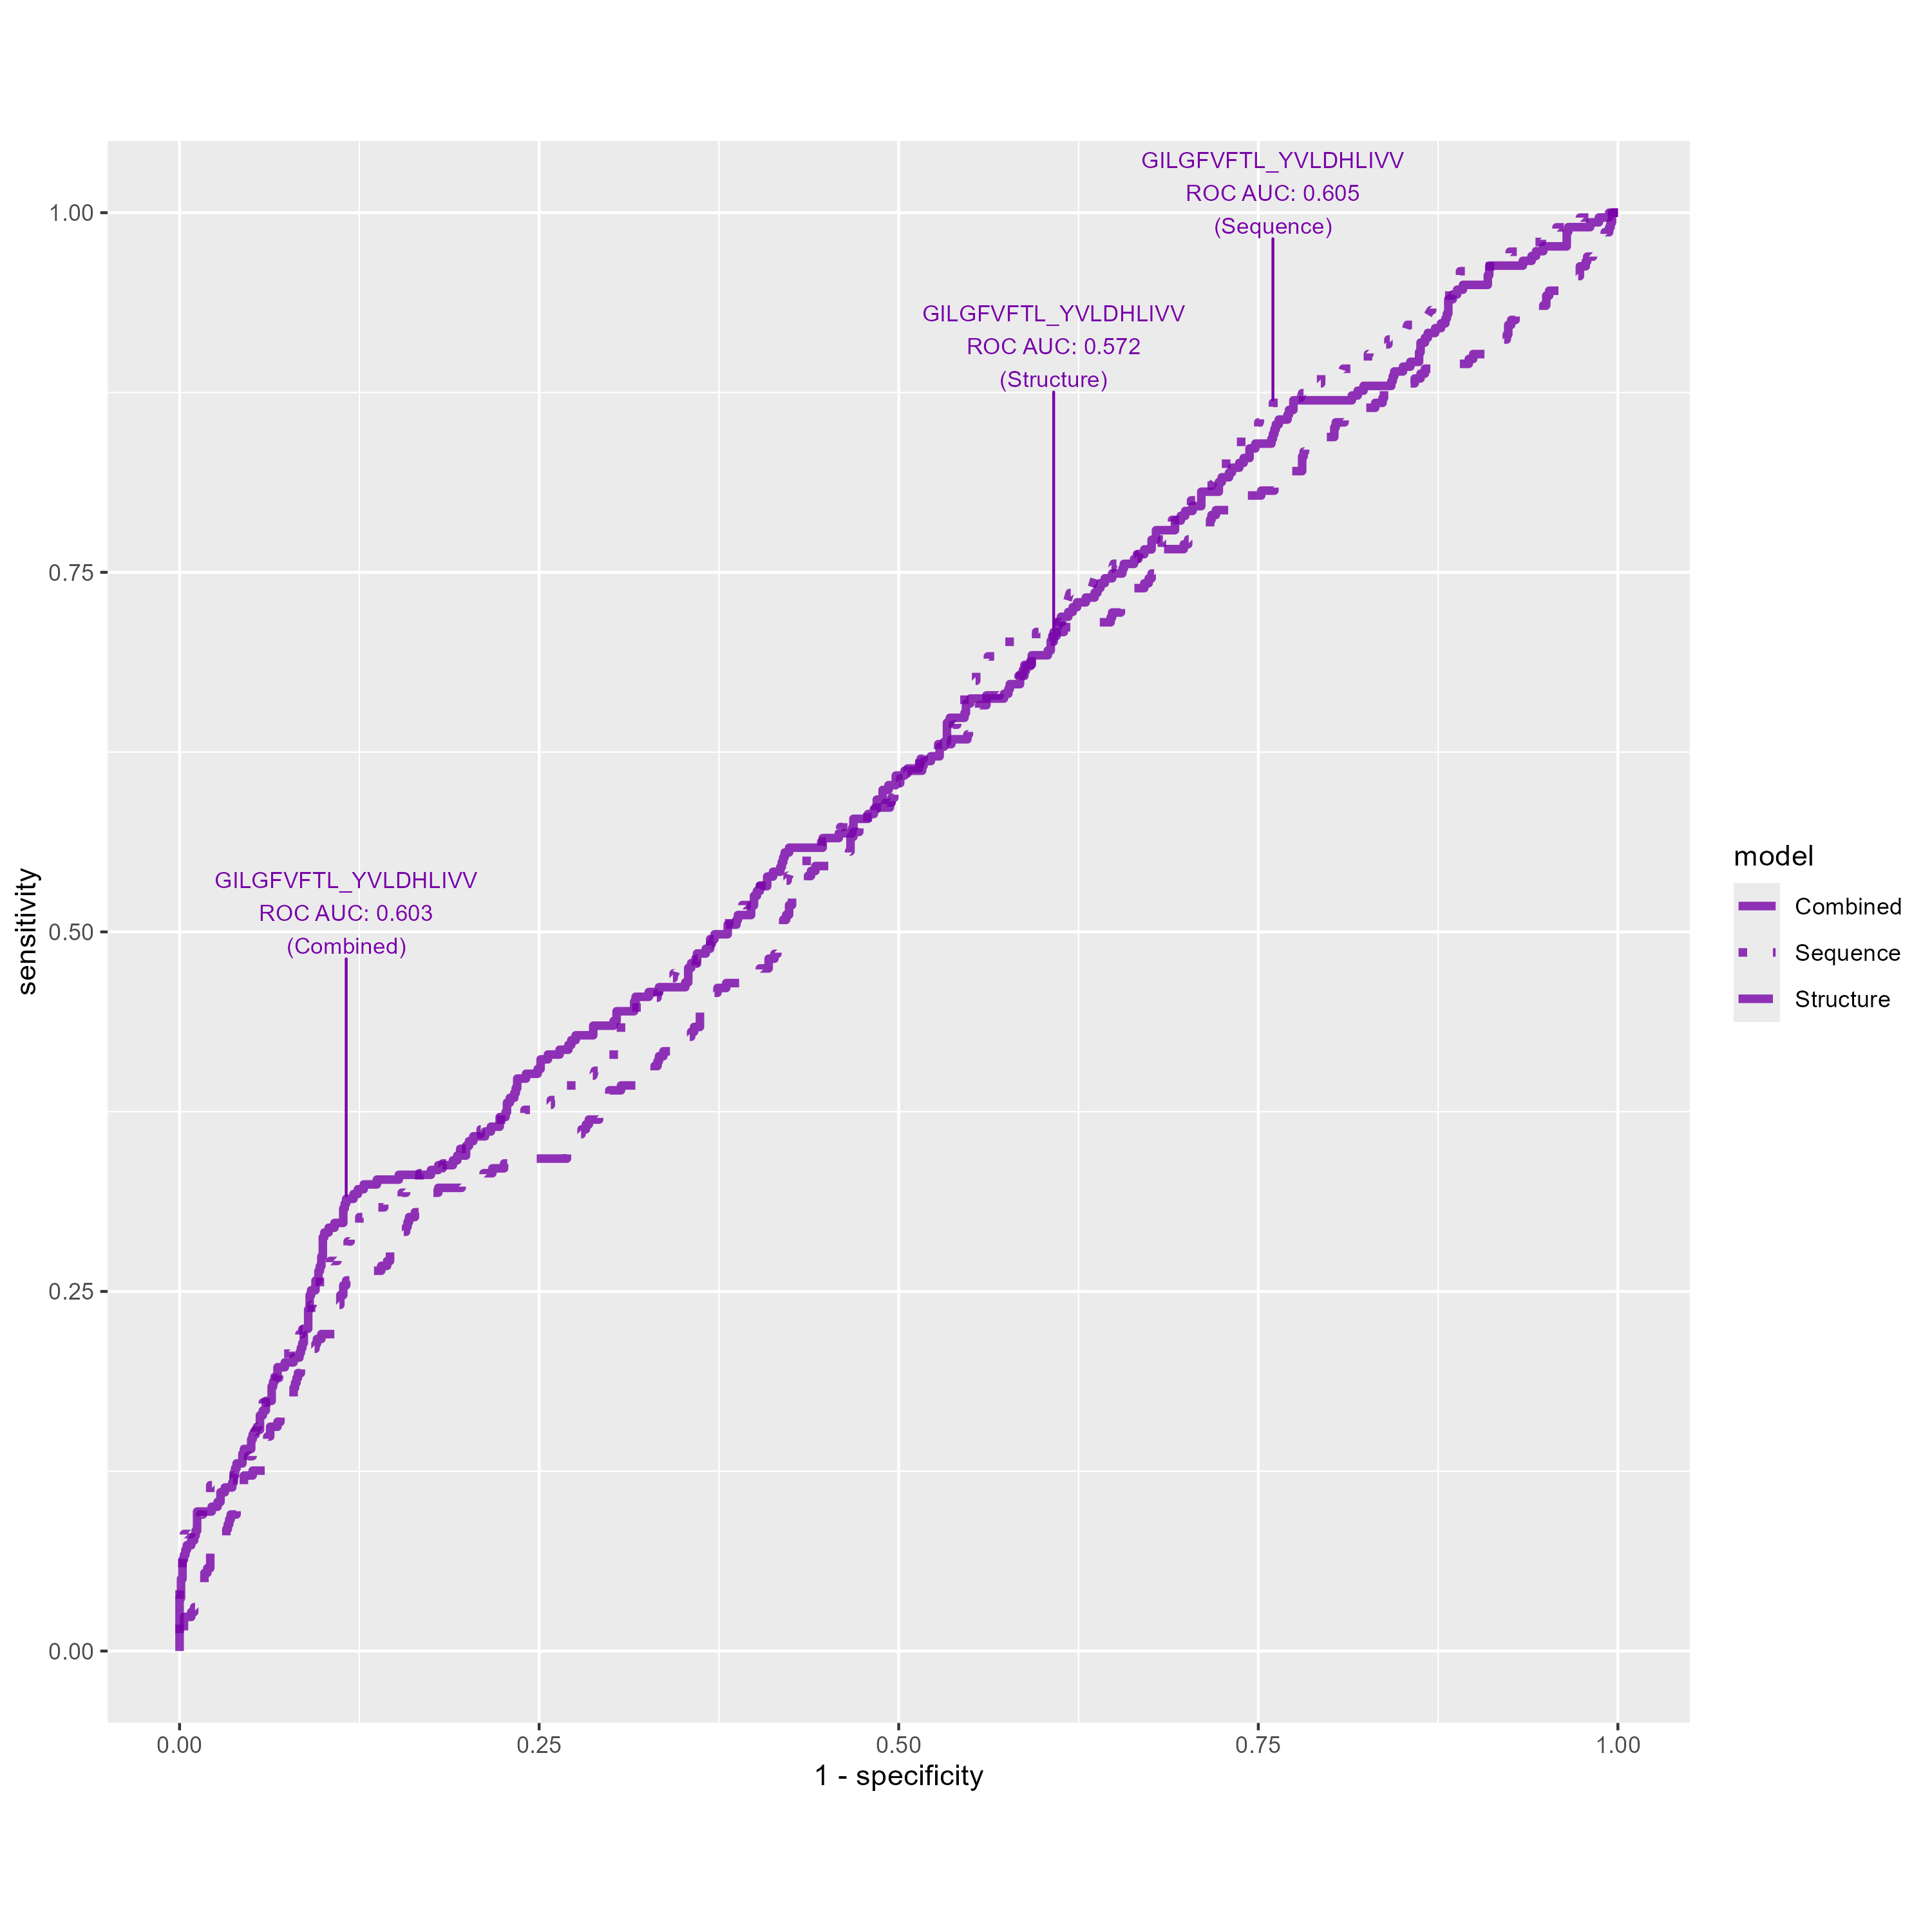 GILGFVFTL_YVLDHLIVV
ROC AUC: 0.605
(Sequence)
GILGFVFTL_YVLDHLIVV
ROC AUC: 0.572
(Structure)
GILGFVFTL_YVLDHLIVV
ROC AUC: 0.603
(Combined)
1.00
0.75
0.50
0.25
0.00
sensitivity
0.00
0.25
0.50
0.75
1.00
1 - specificity
model
Combined
Sequence
Structure